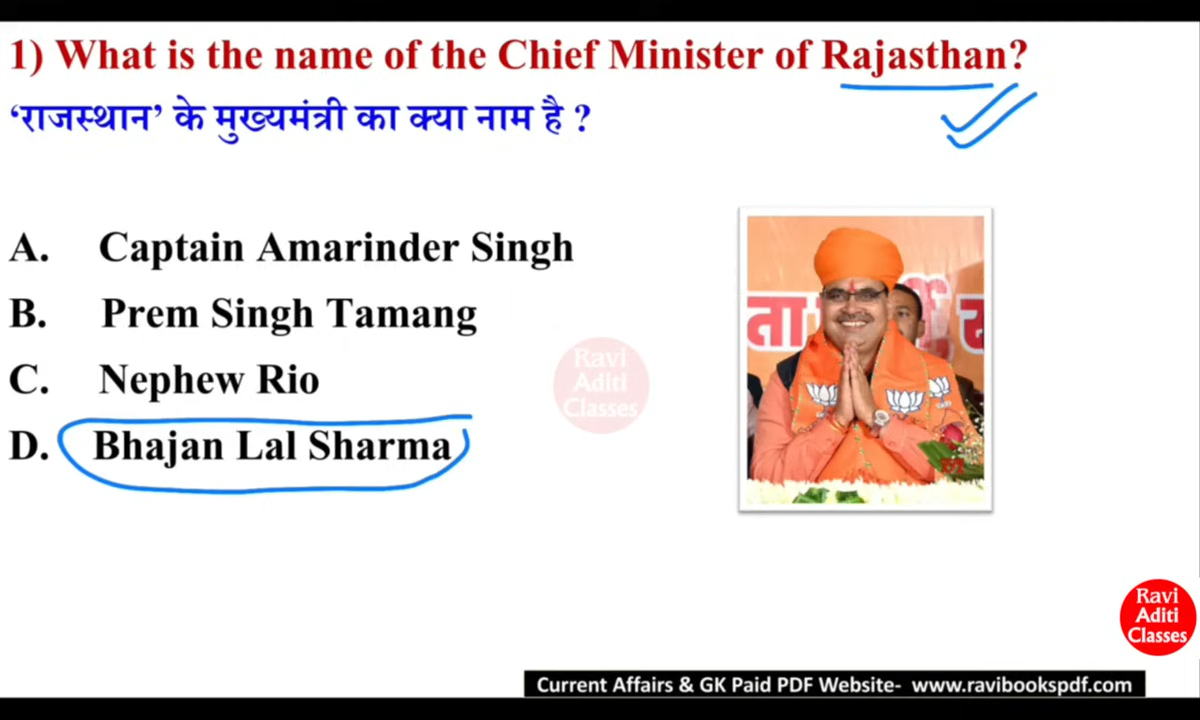 1) What is the name of the Chief Minister of Rajasthan?
‘राजस्थान’ के मुख्यमंत्री का क्या नाम है ?
A. Captain Amarinder Singh
B. Prem Singh Tamang
C. Nephew Rio
D. Bhajan Lal Sharma
ता
Ravi
Aditi
Classes
Ravi
Aditi
Classes
Current Affairs & GK Paid PDF Website- www.ravibookspdf.com